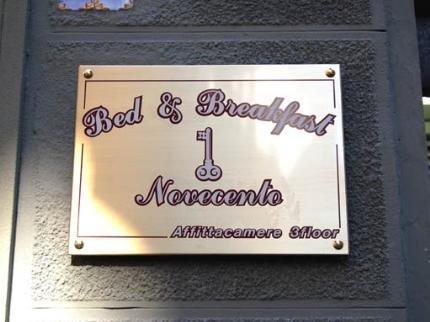 Bed & Breakfast
Novecento
Affittacamere 3floor